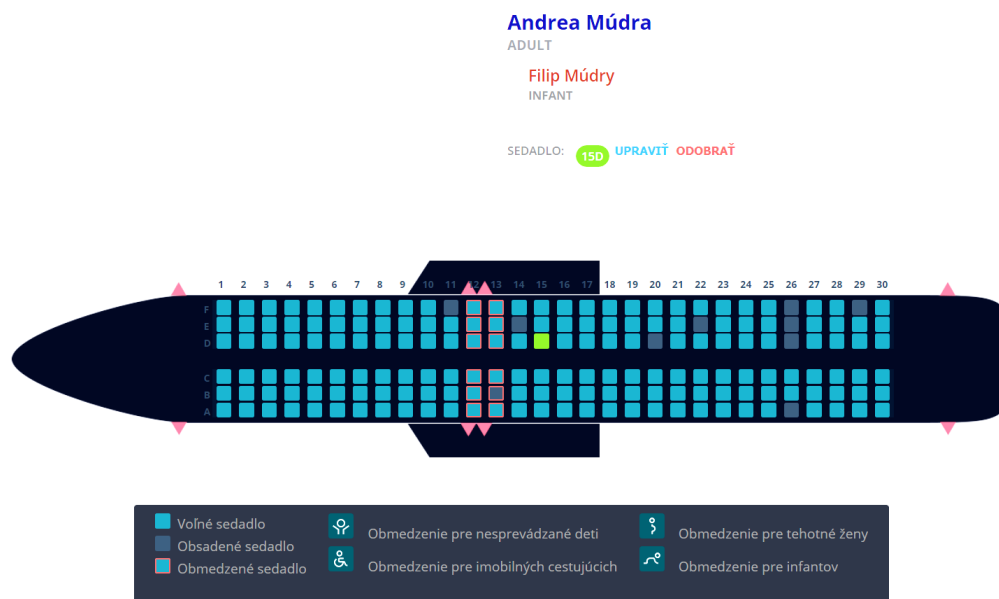 Andrea Múdra
ADULT
Filip Múdry
INFANT
SEDADLO: 15D UPRAVIŤ ODOBRAŤ
1 2 3 4 5 6 7 8 9 10 11 12 13 14 15 16 17 18 19 20 21 22 23 24 25 26 27 28 29 30
F
E
D
C
B
A
Voľné sedadlo
Obsadené sedadlo
Obmedzené sedadlo
Obmedzenie pre nesprevádzané deti
Obmedzenie pre imobilných cestujúcich
Obmedzenie pre tehotné ženy
Obmedzenie pre infantov